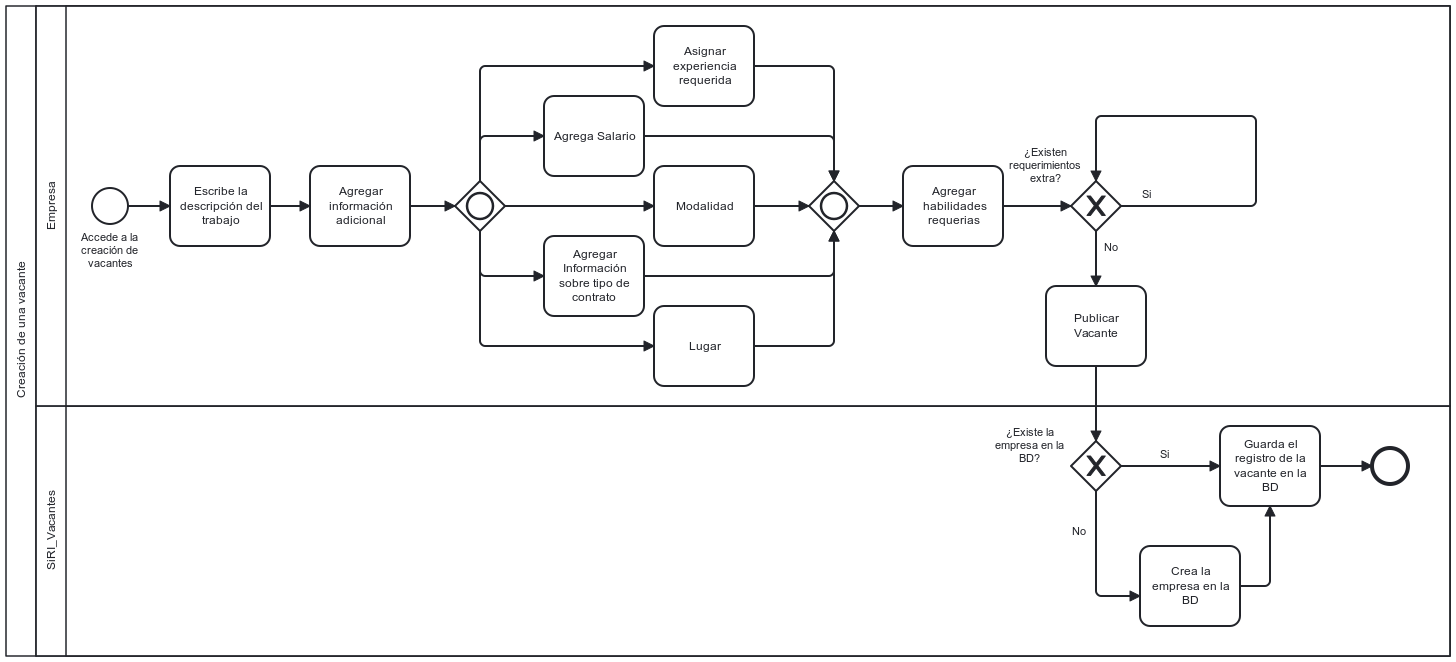 Creación de una vacante
Empresa
Accede a la
creación de
vacantes
Escribe la
descripción del
trabajo
Agregar
información
adicional
Asignar
experiencia
requerida
Agrega Salario
Modalidad
Agregar
Información
sobre tipo de
contrato
Lugar
Agregar
habilidades
requerias
¿Existen
requerimientos
extra?
Si
No
Publicar
Vacante
SiRI_Vacantes
¿Existe la
empresa en la
BD?
Si
No
Guarda el
registro de la
vacante en la
BD
Crea la
empresa en la
BD